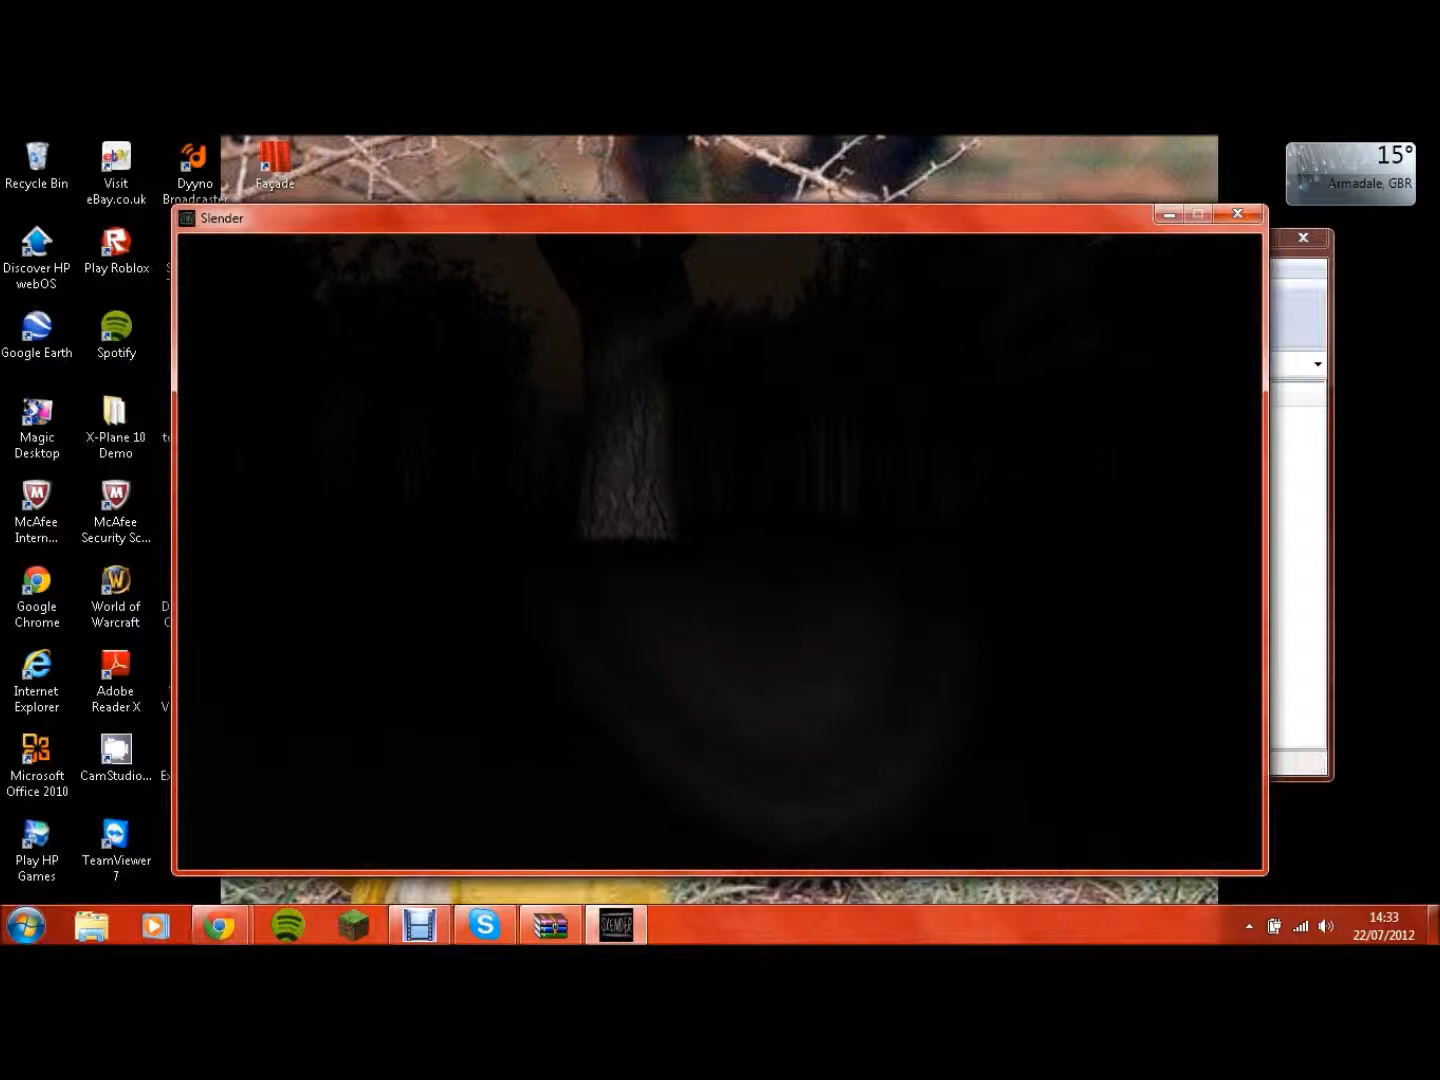 Recycle Bin
Visit
eBay.co.uk
Dyyno
Broadcaster
Façade
15°
Armadale, GBR
Slender
Discover HP
webOS
Play Roblox
Google Earth
Spotify
Magic
Desktop
X-Plane 10
Demo
McAfee
Intern...
McAfee
Security Sc...
Google
Chrome
World of
Warcraft
Internet
Explorer
Adobe
Reader X
Microsoft
Office 2010
CamStudio...
Play HP
Games
TeamViewer
7
SLENDER
14:33
22/07/2012